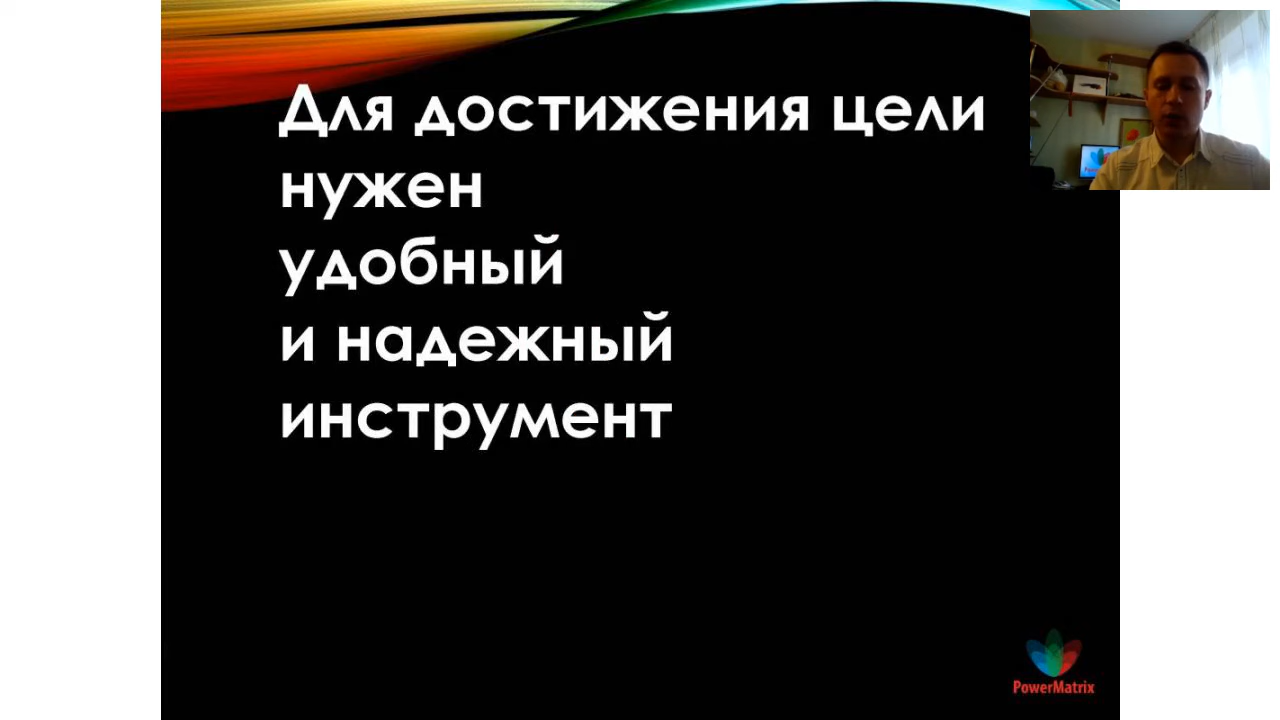 Для достижения цели
нужен
удобный
и надежный
инструмент
PowerMatrix